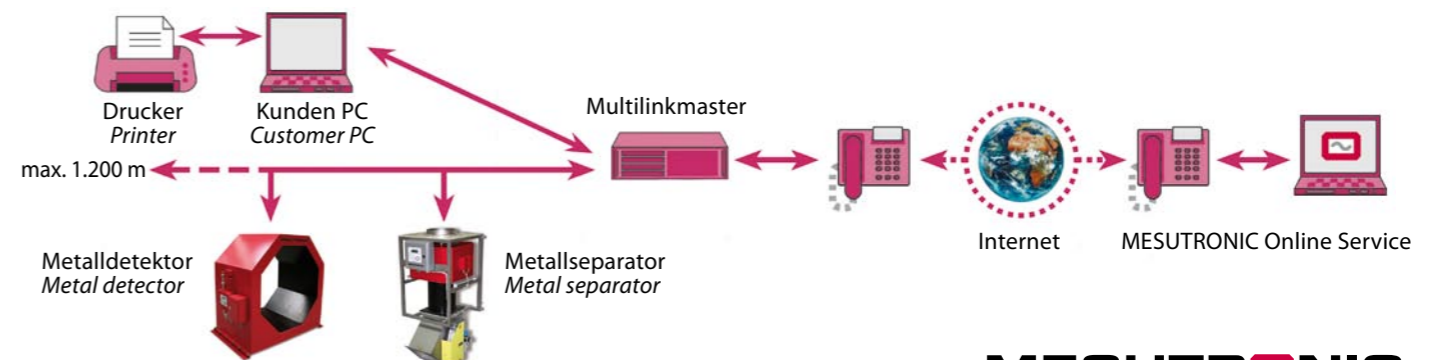 Drucker
Printer
Kunden PC
Customer PC
Multilinkmaster
max. 1.200 m
Internet
MESUTRONIC Online Service
Metalldetektor
Metal detector
Metallseparator
Metal separator
MESUTRONIC